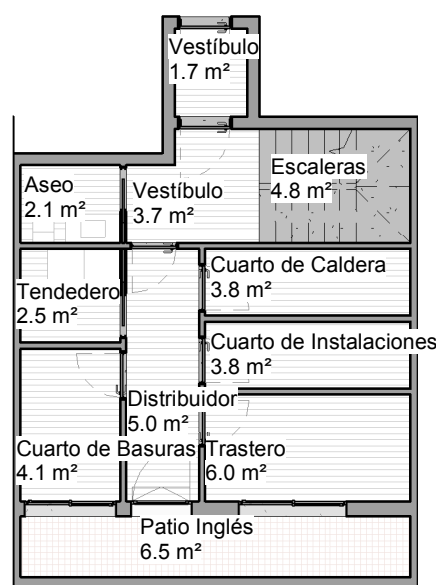 Vestíbulo
1.7 m²
Escaleras
4.8 m²
Aseo
2.1 m²
Vestíbulo
3.7 m²
Cuarto de Caldera
3.8 m²
Tendedero
2.5 m²
Cuarto de Instalaciones
3.8 m²
Distribuidor
5.0 m²
Cuarto de Basuras
4.1 m²
Trastero
6.0 m²
Patio Inglés
6.5 m²